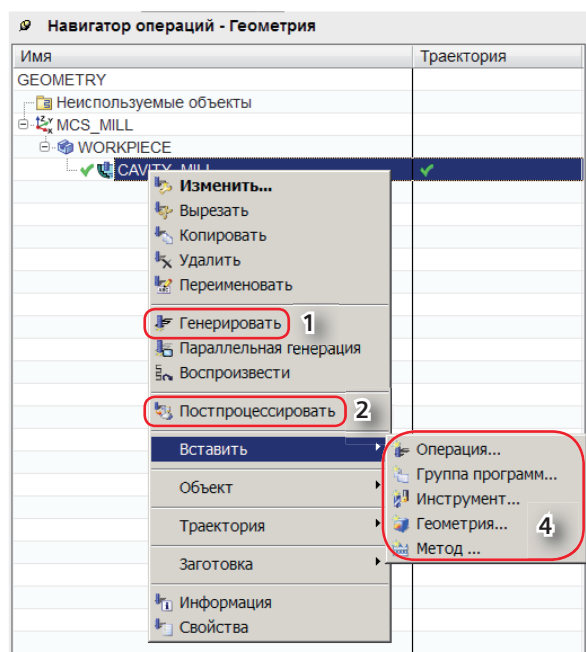 Навигатор операций - Геометрия
Имя Траектория
GEOMETRY
Неиспользуемые объекты
MCS_MILL
WORKPIECE
CAVITY_MILL
Изменить...
Вырезать
Копировать
Удалить
Переименовать
Генерировать 1
Параллельная генерация
Воспроизвести
Постпроцессировать 2
Вставить
Операция...
Группа программ...
Инструмент...
Геометрия... 4
Метод ...
Объект
Траектория
Заготовка
Информация
Свойства